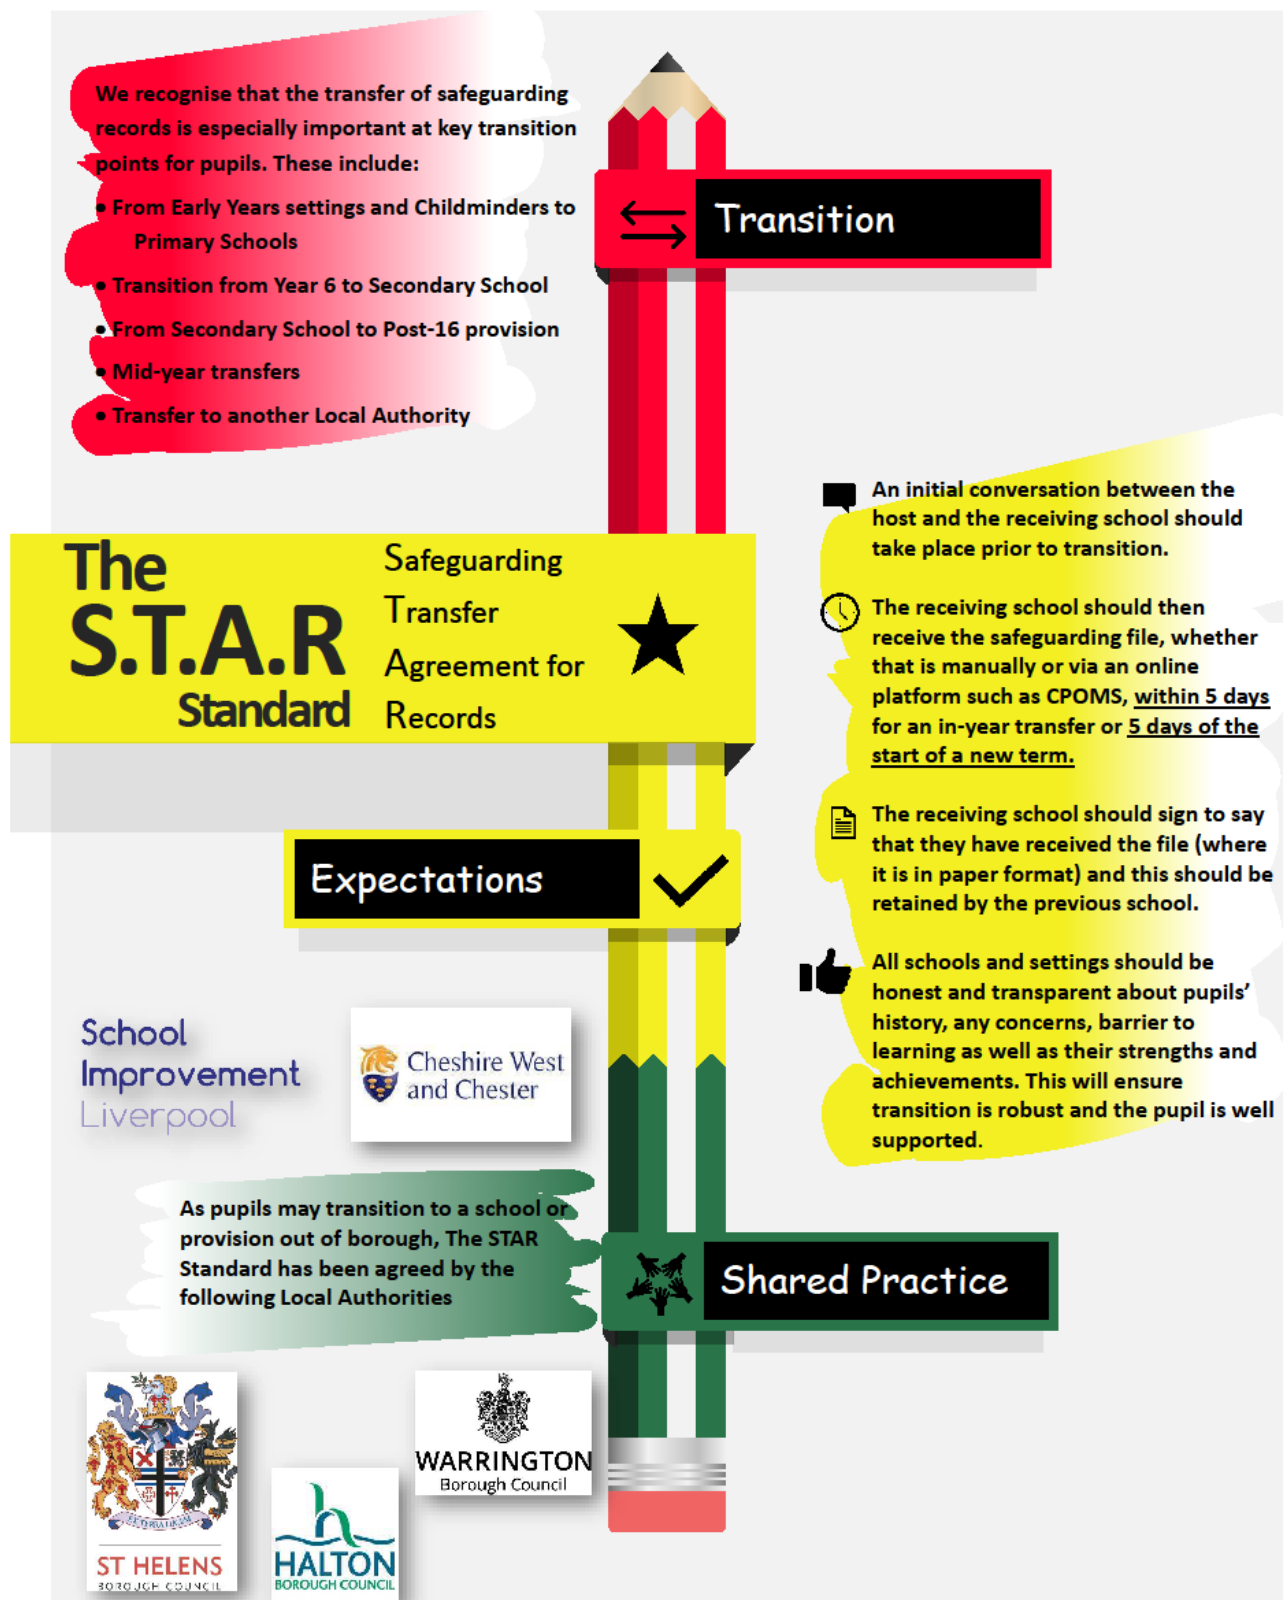 We recognise that the transfer of safeguarding
records is especially important at key transition
points for pupils. These include:
• From Early Years settings and Childminders to
Primary Schools
• Transition from Year 6 to Secondary School
• From Secondary School to Post-16 provision
• Mid-year transfers
• Transfer to another Local Authority
Transition
The
S.T.A.R
Standard
Safeguarding
Transfer
Agreement for
Records
An initial conversation between the
host and the receiving school should
take place prior to transition.
The receiving school should then
receive the safeguarding file, whether
that is manually or via an online
platform such as CPOMS, within 5 days
for an in-year transfer or 5 days of the
start of a new term.
The receiving school should sign to say
that they have received the file (where
it is in paper format) and this should be
retained by the previous school.
All schools and settings should be
honest and transparent about pupils’
history, any concerns, barrier to
learning as well as their strengths and
achievements. This will ensure
transition is robust and the pupil is well
supported.
Expectations
School
Improvement
Liverpool
Cheshire West
and Chester
As pupils may transition to a school or
provision out of borough, The STAR
Standard has been agreed by the
following Local Authorities
Shared Practice
ST HELENS
BOROUGH COUNCIL
HALTON
BOROUGH COUNCIL
WARRINGTON
Borough Council